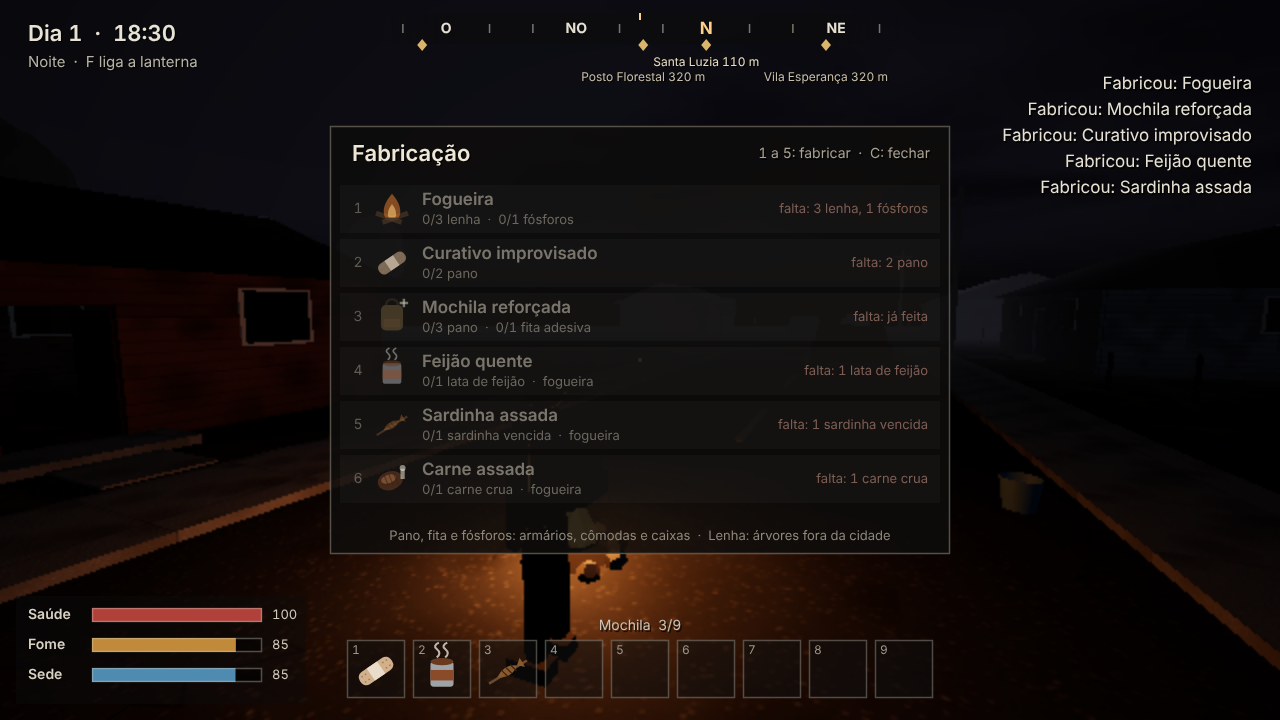 Dia 1 · 18:30
Noite · F liga a lanterna
O NO N NE
Santa Luzia 110 m
Posto Florestal 320 m Vila Esperança 320 m
Fabricou: Fogueira
Fabricou: Mochila reforçada
Fabricou: Curativo improvisado
Fabricou: Feijão quente
Fabricou: Sardinha assada
Fabricação 1 a 5: fabricar · C: fechar
1 Fogueira
0/3 lenha · 0/1 fósforos
falta: 3 lenha, 1 fósforos
2 Curativo improvisado
0/2 pano
falta: 2 pano
3 Mochila reforçada
0/3 pano · 0/1 fita adesiva
falta: já feita
4 Feijão quente
0/1 lata de feijão · fogueira
falta: 1 lata de feijão
5 Sardinha assada
0/1 sardinha vencida · fogueira
falta: 1 sardinha vencida
6 Carne assada
0/1 carne crua · fogueira
falta: 1 carne crua
Pano, fita e fósforos: armários, cômodas e caixas · Lenha: árvores fora da cidade
Saúde 100
Fome 85
Sede 85
Mochila 3/9
1 2 3 4 5 6 7 8 9